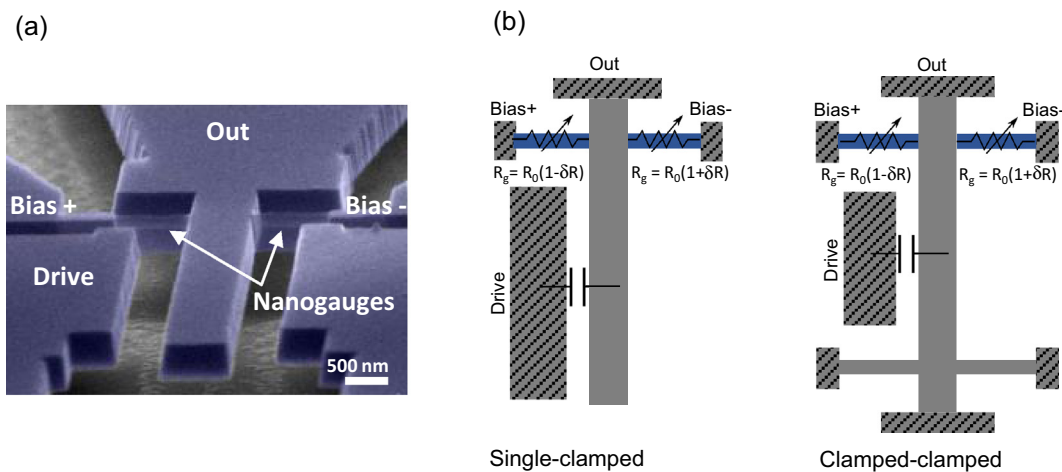 (a)
Out
Bias +
Bias -
Drive
Nanogauges
500 nm
(b)
Out
Bias+
Bias-
R_g= R_0(1-δR)
R_g = R_0(1+δR)
Drive
Single-clamped
Out
Bias+
Bias-
R_g= R_0(1-δR)
R_g = R_0(1+δR)
Drive
Clamped-clamped